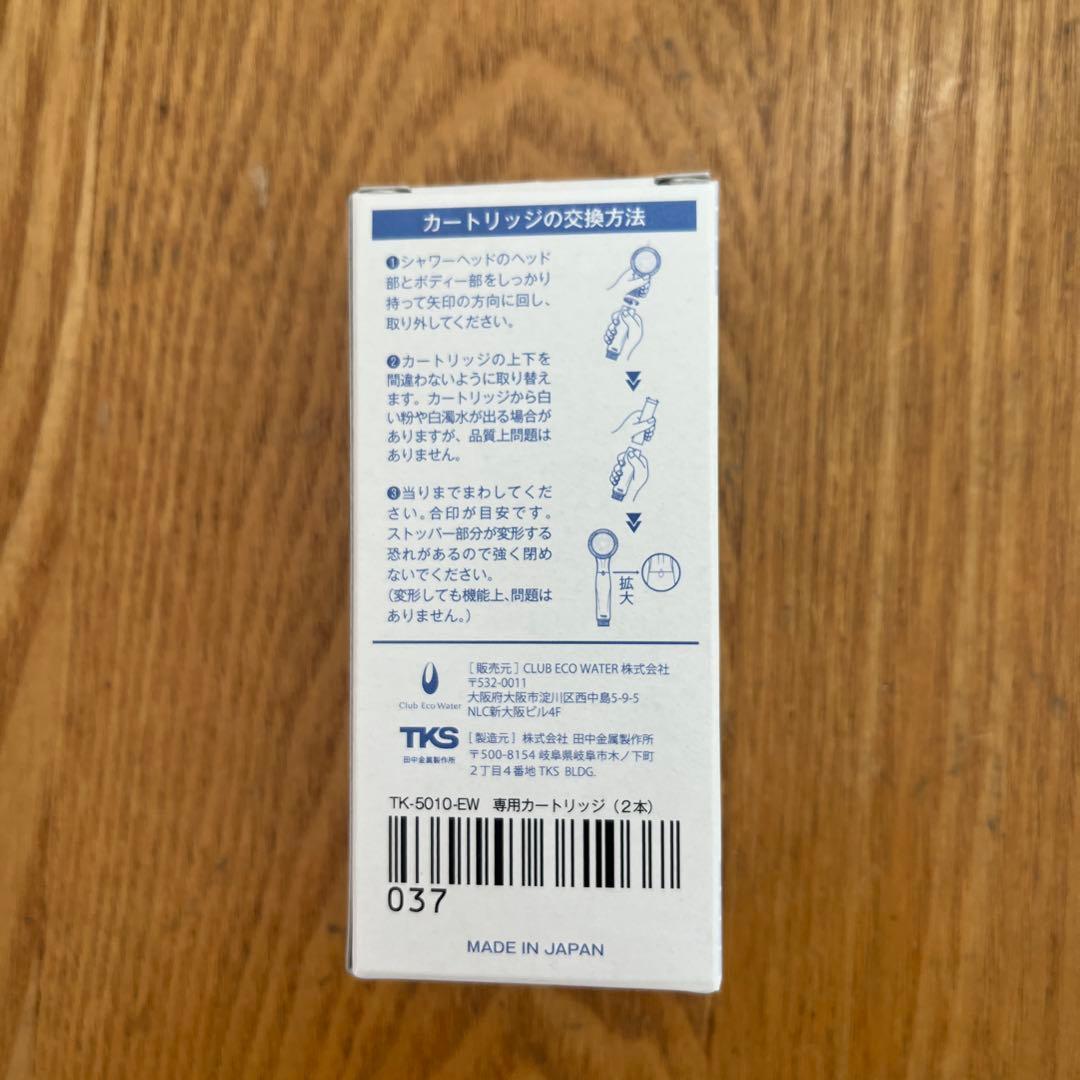 カートリッジの交換方法
❶シャワーヘッドのヘッド
部とボディー部をしっかり
持って矢印の方向に回し、
取り外してください。
❷カートリッジの上下を
間違わないように取り替え
ます。カートリッジから白
い粉や白濁水が出る場合が
ありますが、品質上問題は
ありません。
❸当りまでまわしてくだ
さい。合印が目安です。
ストッパー部分が変形する
恐れがあるので強く閉め
ないでください。
(変形しても機能上、問題は
ありません。)
拡大
Club Eco Water
[販売元] CLUB ECO WATER 株式会社
〒532-0011
大阪府大阪市淀川区西中島5-9-5
NLC新大阪ビル4F
TKS
田中金属製作所
[製造元] 株式会社 田中金属製作所
〒500-8154 岐阜県岐阜市木ノ下町
2丁目4番地 TKS BLDG.
TK-5010-EW 専用カートリッジ（2本）
037
MADE IN JAPAN